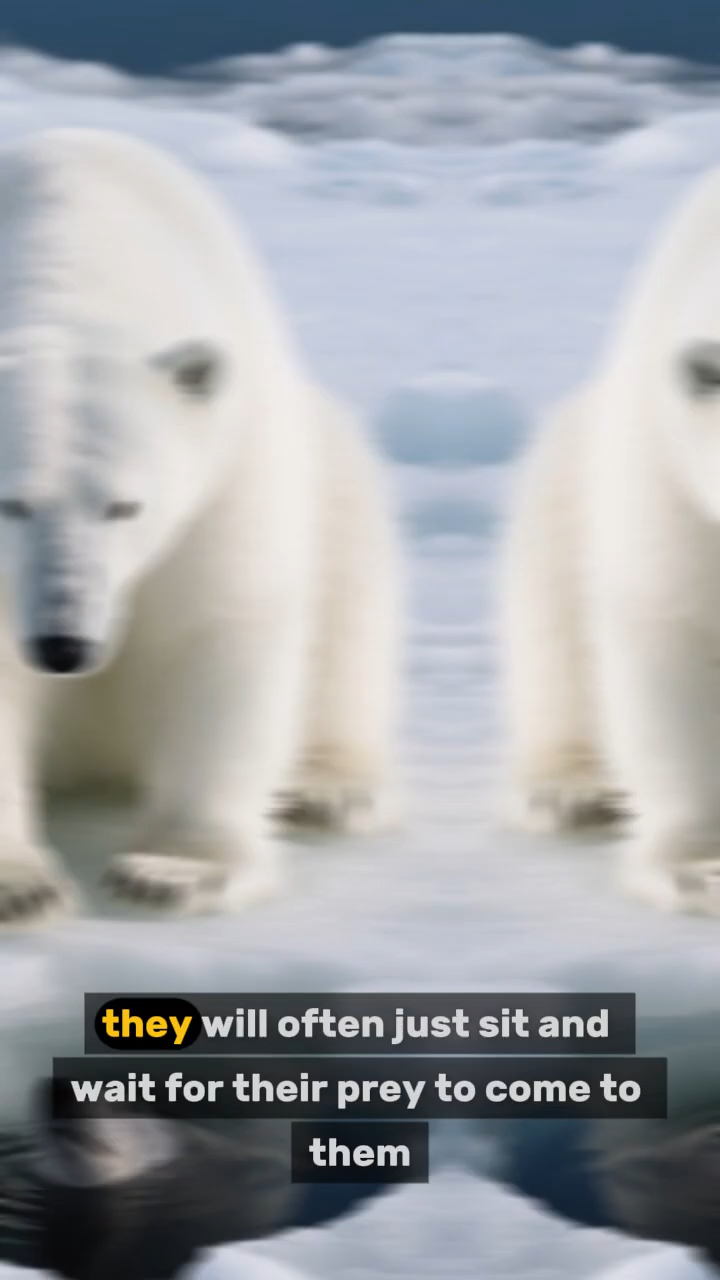 they will often just sit and
wait for their prey to come to
them